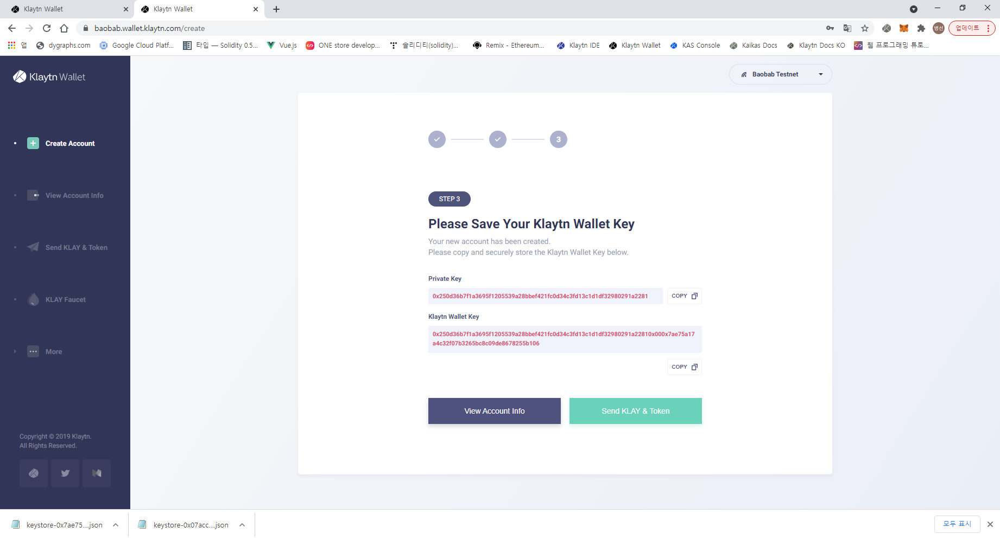 Klaytn Wallet
Klaytn Wallet
baobab.wallet.klaytn.com/create
병선
업데이트
앱
dygraphs.com
Google Cloud Platf...
타입 — Solidity 0.5...
Vue.js
ONE store develop...
솔리디티(solidity)...
Remix - Ethereum...
Klaytn IDE
Klaytn Wallet
KAS Console
Kaikas Docs
Klaytn Docs KO
웹 프로그래밍 튜토...
Klaytn Wallet
Baobab Testnet
Create Account
View Account Info
Send KLAY & Token
KLAY Faucet
More
3
STEP 3
Please Save Your Klaytn Wallet Key
Your new account has been created.
Please copy and securely store the Klaytn Wallet Key below.
Private Key
0x250d36b7f1a3695f1205539a28bbef421fc0d34c3fd13c1d1df32980291a2281
COPY
Klaytn Wallet Key
0x250d36b7f1a3695f1205539a28bbef421fc0d34c3fd13c1d1df32980291a22810x000x7ae75a17
a4c32f07b3265bc8c09de8678255b106
COPY
View Account Info
Send KLAY & Token
Copyright © 2019 Klaytn.
All Rights Reserved.
keystore-0x7ae75....json
keystore-0x07acc....json
모두 표시